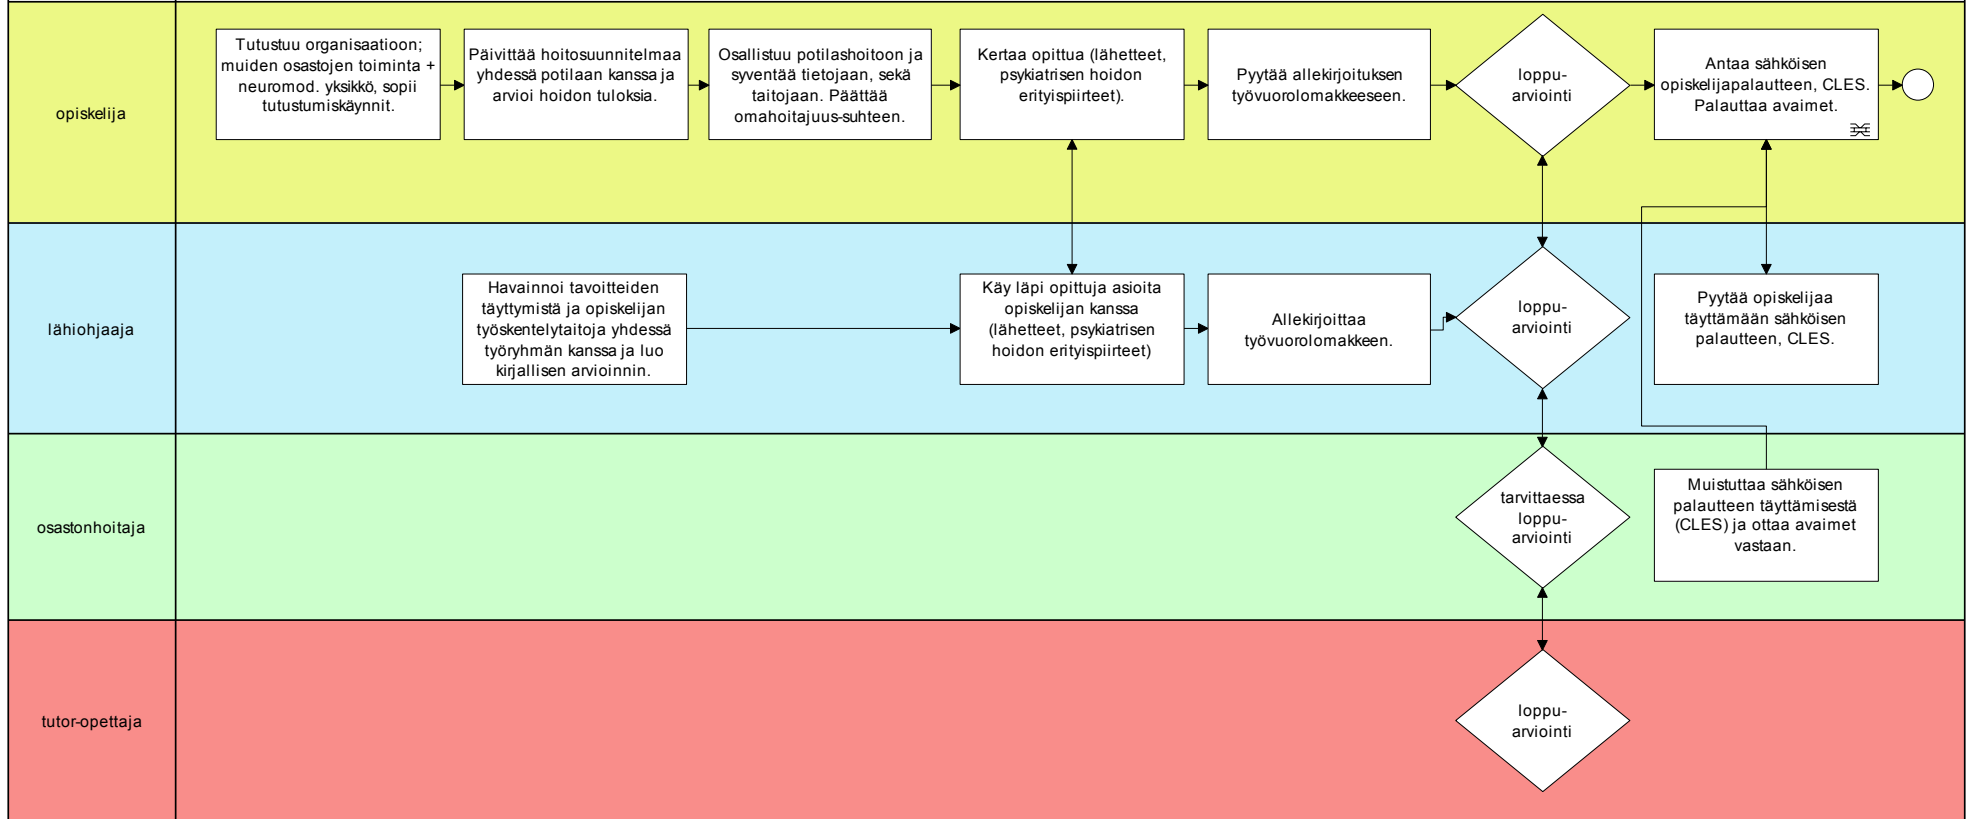 opiskelija
Tutustuu organisaatioon;
muiden osastojen toiminta +
neuromod. yksikkö, sopii
tutustumiskäynnit.
Päivittää hoitosuunnitelmaa
yhdessä potilaan kanssa ja
arvioi hoidon tuloksia.
Osallistuu potilashoitoon ja
syventää tietojaan, sekä
taitojaan. Päättää
omahoitajuus-suhteen.
Kertaa opittua (lähetteet,
psykiatrisen hoidon
erityispiirteet).
Pyytää allekirjoituksen
työvuorolomakkeeseen.
loppu-
arviointi
Antaa sähköisen
opiskelijapalautteen, CLES.
Palauttaa avaimet.
lähiohjaaja
Havainnoi tavoitteiden
täyttymistä ja opiskelijan
työskentelytaitoja yhdessä
työryhmän kanssa ja luo
kirjallisen arvioinnin.
Käy läpi opittuja asioita
opiskelijan kanssa
(lähetteet, psykiatrisen
hoidon erityispiirteet)
Allekirjoittaa
työvuorolomakkeen.
loppu-
arviointi
Pyytää opiskelijaa
täyttämään sähköisen
palautteen, CLES.
osastonhoitaja
tarvittaessa
loppu-
arviointi
Muistuttaa sähköisen
palautteen täyttämisestä
(CLES) ja ottaa avaimet
vastaan.
tutor-opettaja
loppu-
arviointi